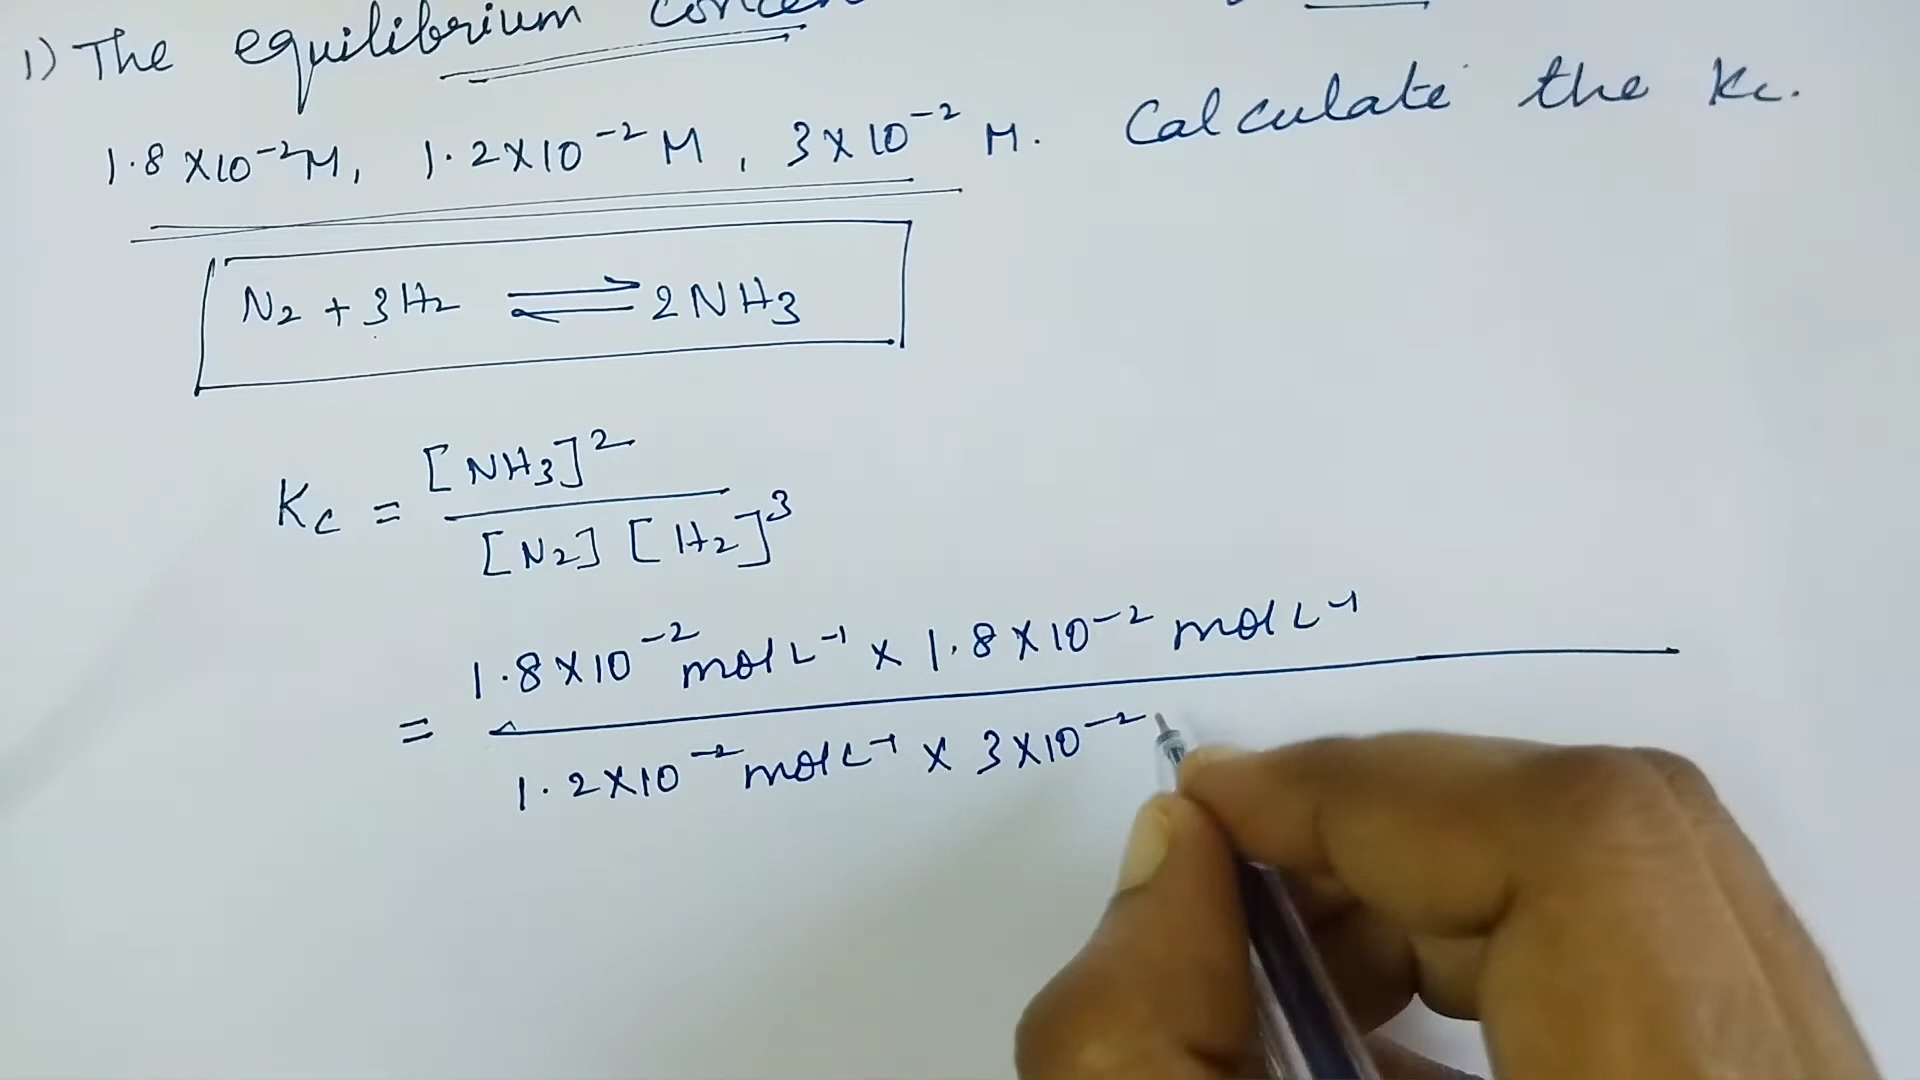 1) The equilibrium
1.8 × 10⁻² M, 1.2 × 10⁻² M, 3 × 10⁻² M. Calculate the Kc.
N₂ + 3H₂ ⇌ 2NH₃
Kc = [NH₃]² / [N₂] [H₂]³
= 1.8 × 10⁻² mol L⁻¹ × 1.8 × 10⁻² mol L⁻¹ / 1.2 × 10⁻² mol L⁻¹ × 3 × 10⁻²